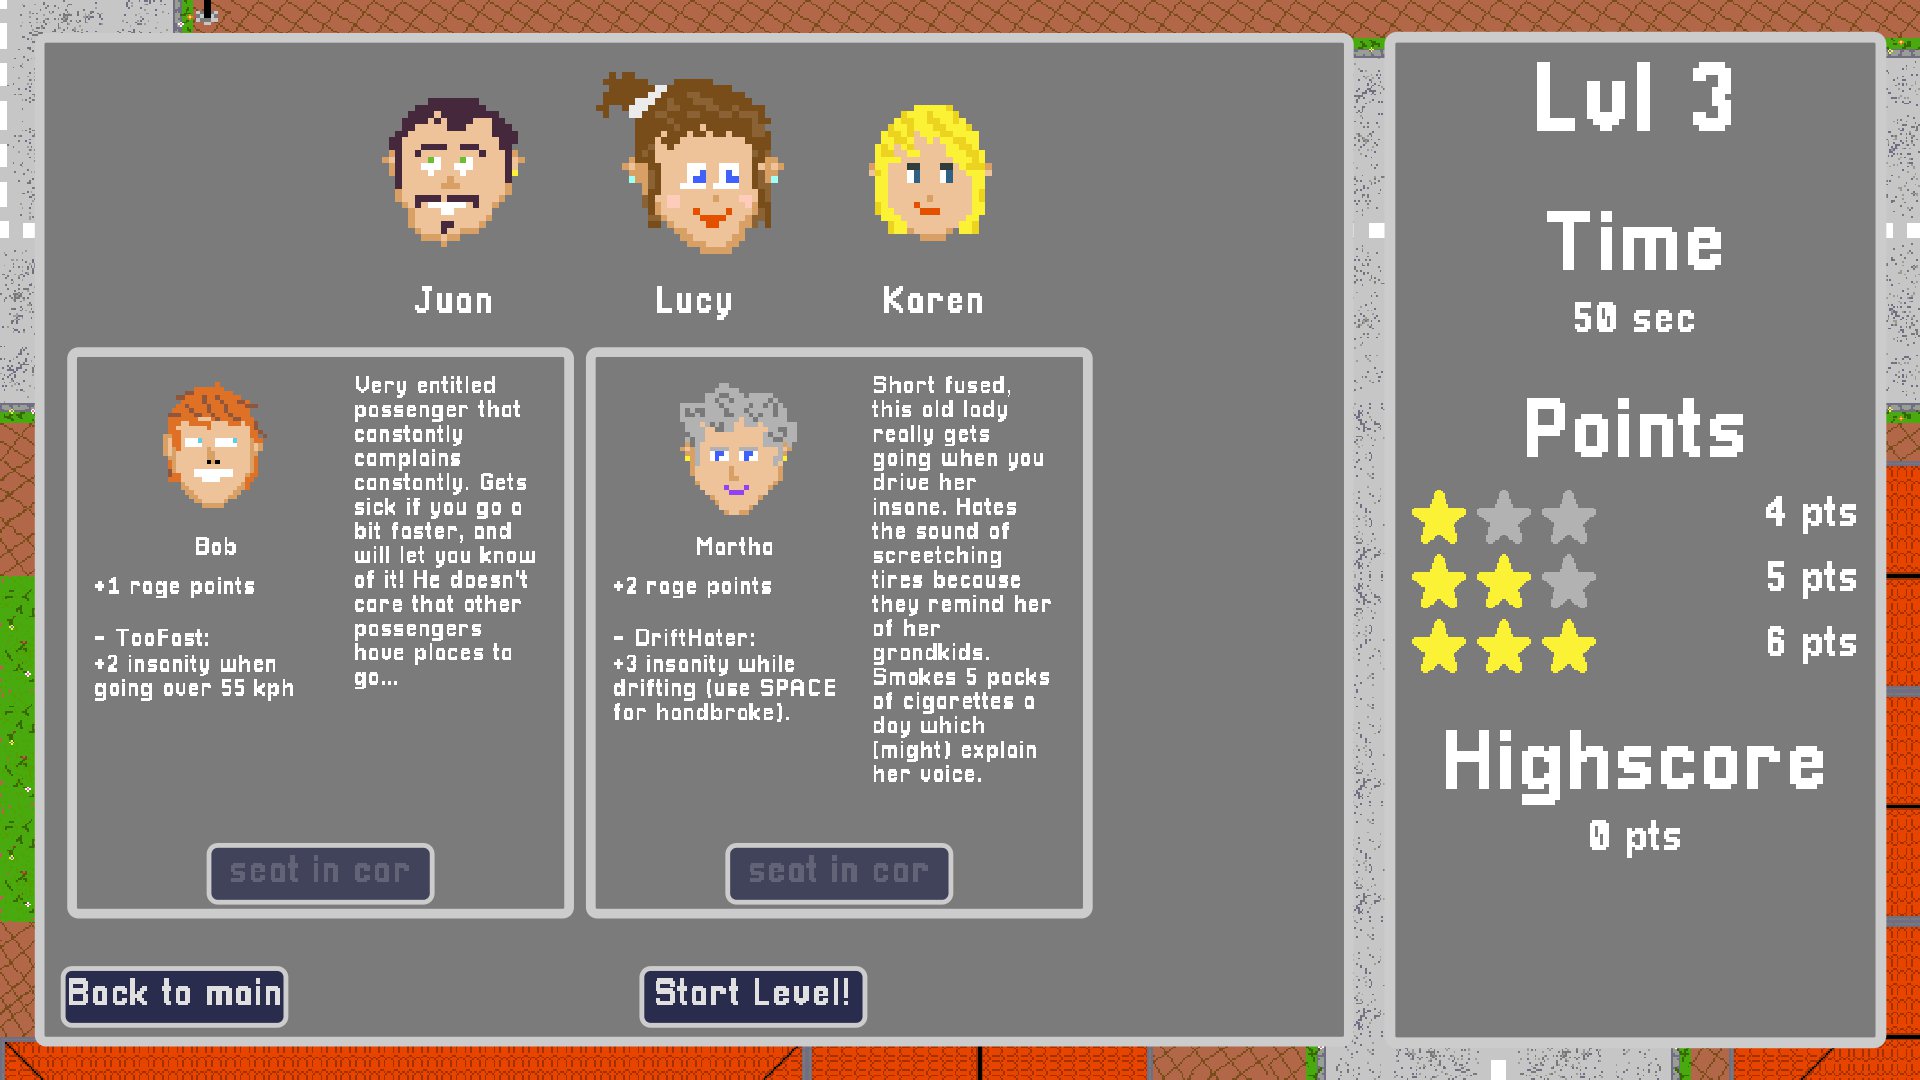 Juan
Lucy
Karen
Bob
+1 rage points
- TooFast:
+2 insanity when
going over 55 kph
Very entitled
passenger that
constantly
complains
constantly. Gets
sick if you go a
bit faster, and
will let you know
of it! He doesn't
care that other
passengers
have places to
go...
seat in car
Martha
+2 rage points
- DriftHater:
+3 insanity while
drifting (use SPACE
for handbrake).
Short fused,
this old lady
really gets
going when you
drive her
insane. Hates
the sound of
screetching
tires because
they remind her
of her
grandkids.
Smokes 5 packs
of cigarettes a
day which
(might) explain
her voice.
seat in car
Back to main
Start Level!
Lvl 3
Time
50 sec
Points
4 pts
5 pts
6 pts
Highscore
0 pts